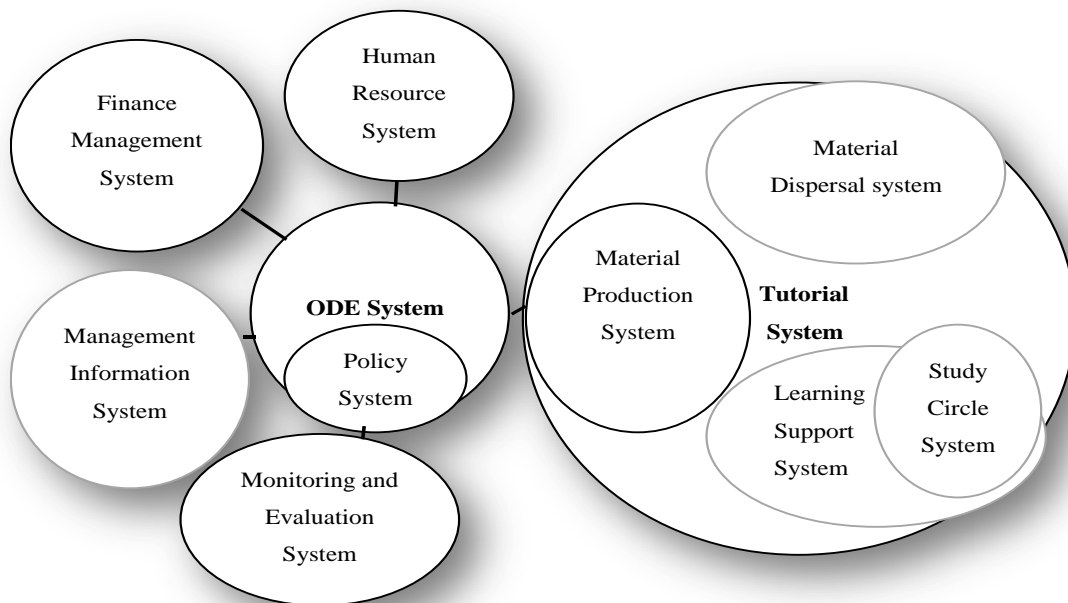 Human
Resource
System
Finance
Management
System
Material
Dispersal system
Material
Production
System
Tutorial
System
ODE System
Policy
System
Management
Information
System
Learning
Support
System
Study
Circle
System
Monitoring and
Evaluation
System